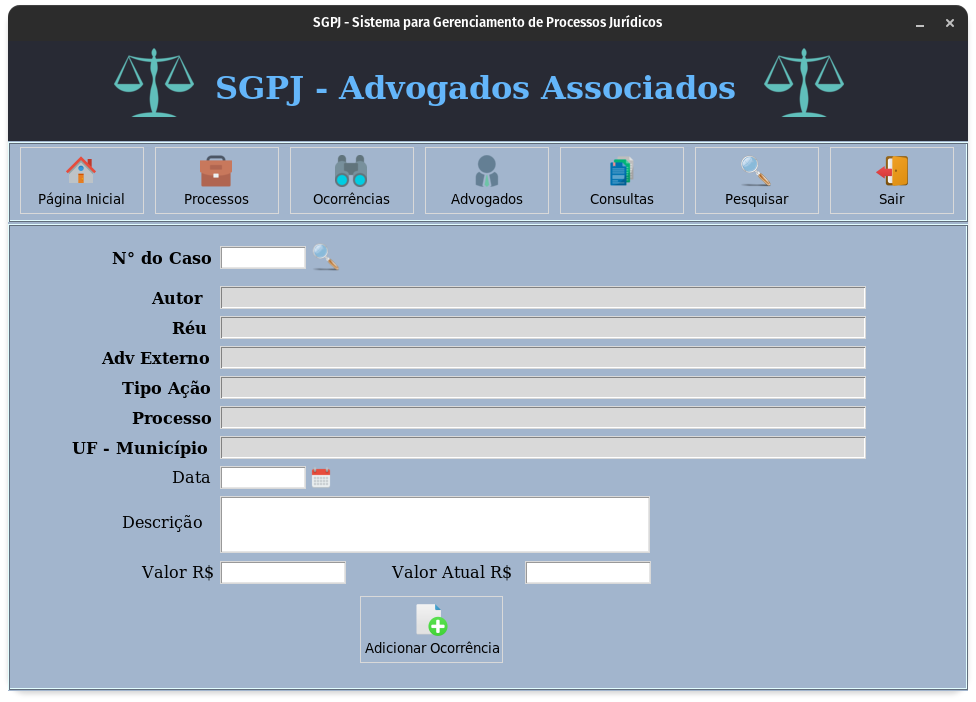 SGPJ - Sistema para Gerenciamento de Processos Jurídicos
SGPJ - Advogados Associados
Página Inicial
Processos
Ocorrências
Advogados
Consultas
Pesquisar
Sair
N° do Caso
Autor
Réu
Adv Externo
Tipo Ação
Processo
UF - Município
Data
Descrição
Valor R$
Valor Atual R$
Adicionar Ocorrência